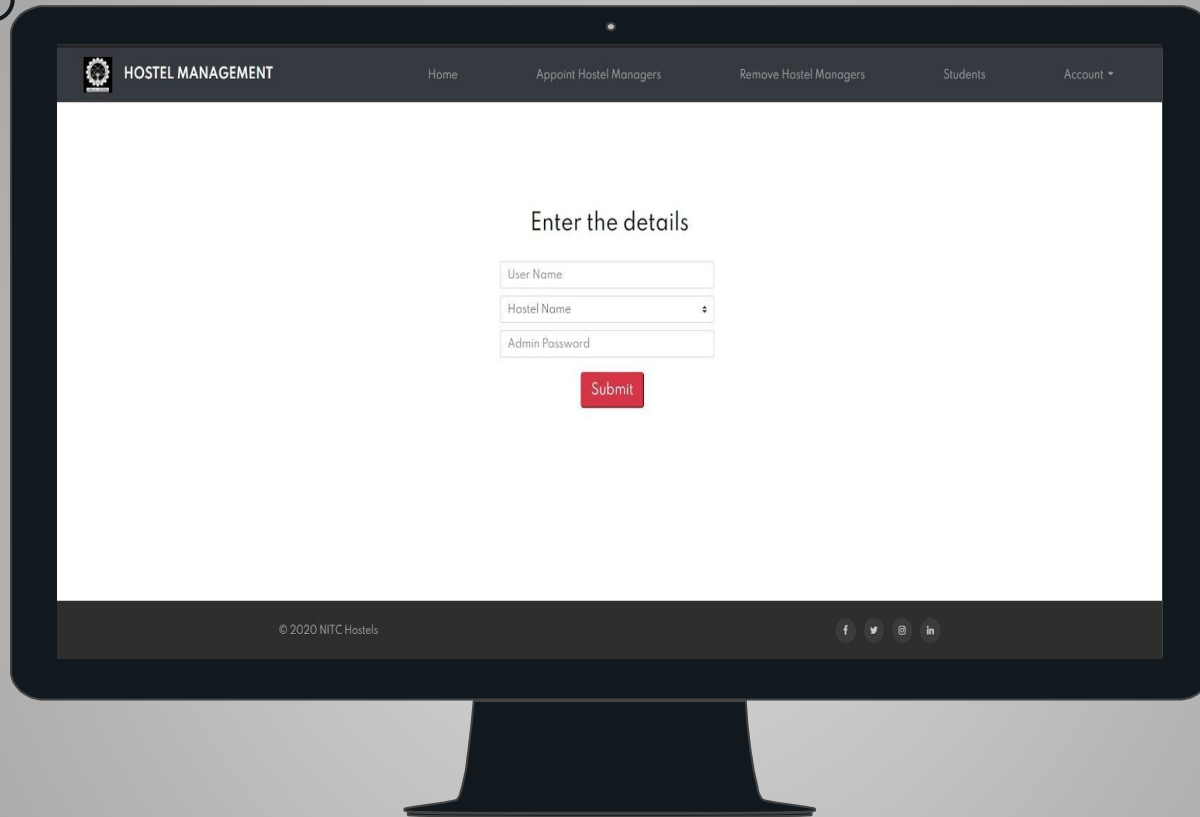 HOSTEL MANAGEMENT
Home
Appoint Hostel Managers
Remove Hostel Managers
Students
Account
Enter the details
User Name
Hostel Name
Admin Password
Submit
© 2020 NITC Hostels